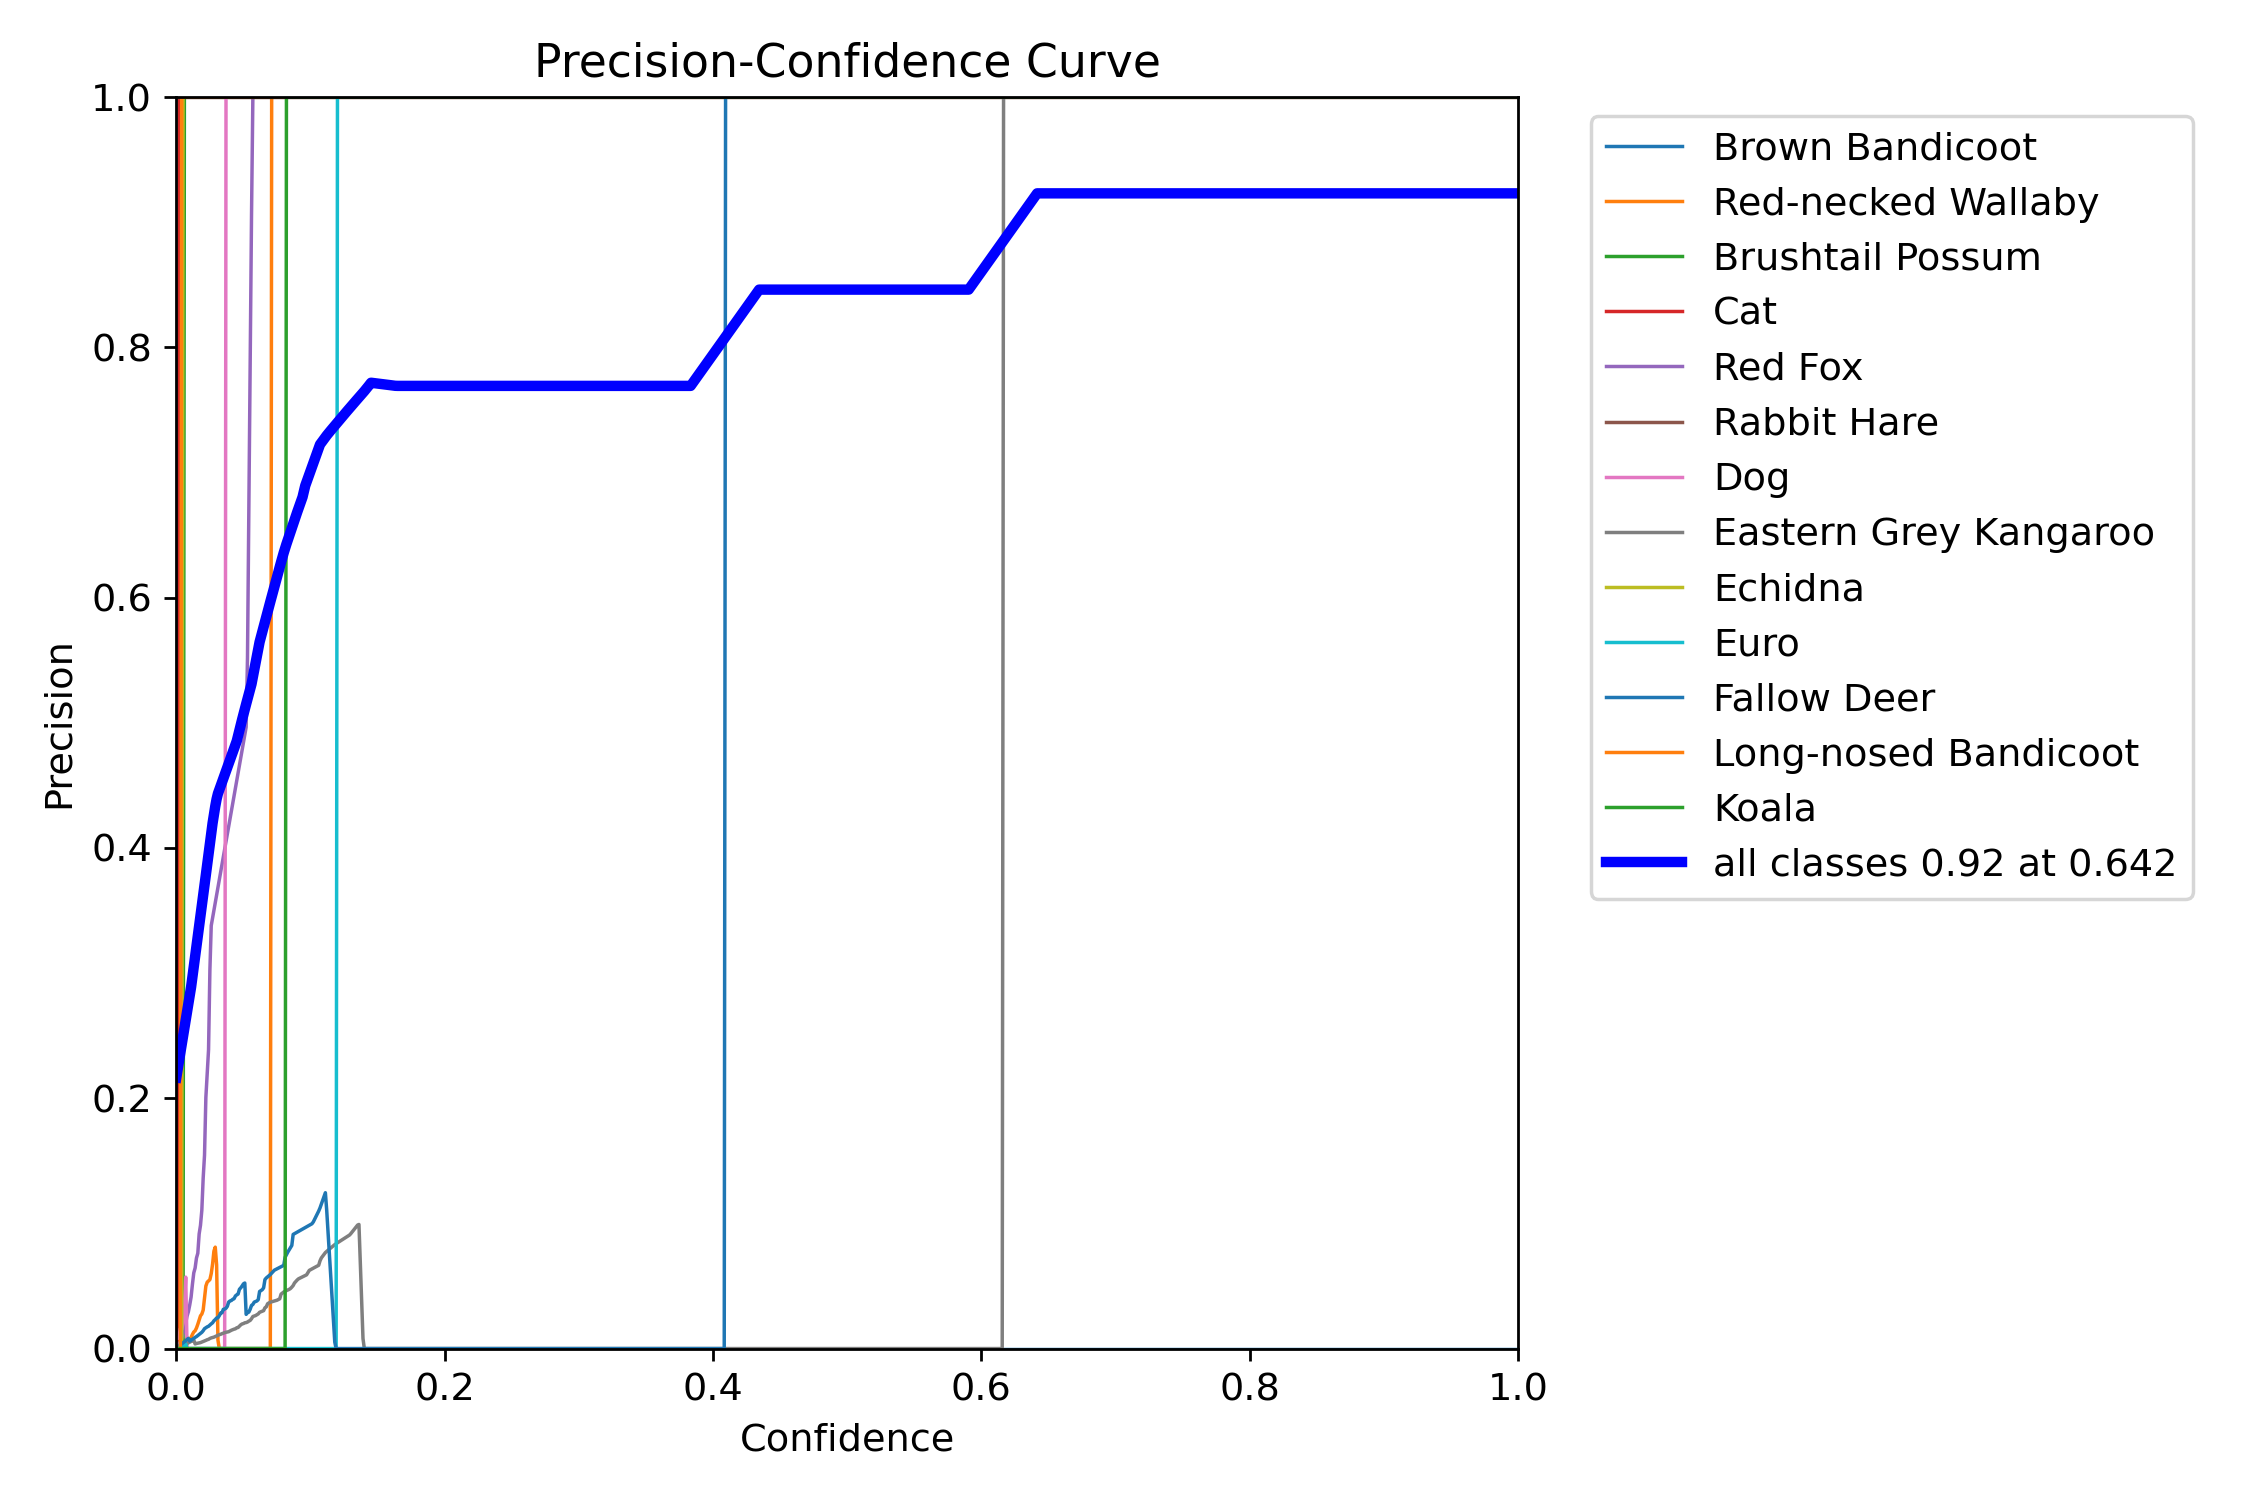 Precision-Confidence Curve
1.0
0.8
0.6
0.4
0.2
0.0
Precision
0.0 0.2 0.4 0.6 0.8 1.0
Confidence
Brown Bandicoot
Red-necked Wallaby
Brushtail Possum
Cat
Red Fox
Rabbit Hare
Dog
Eastern Grey Kangaroo
Echidna
Euro
Fallow Deer
Long-nosed Bandicoot
Koala
all classes 0.92 at 0.642